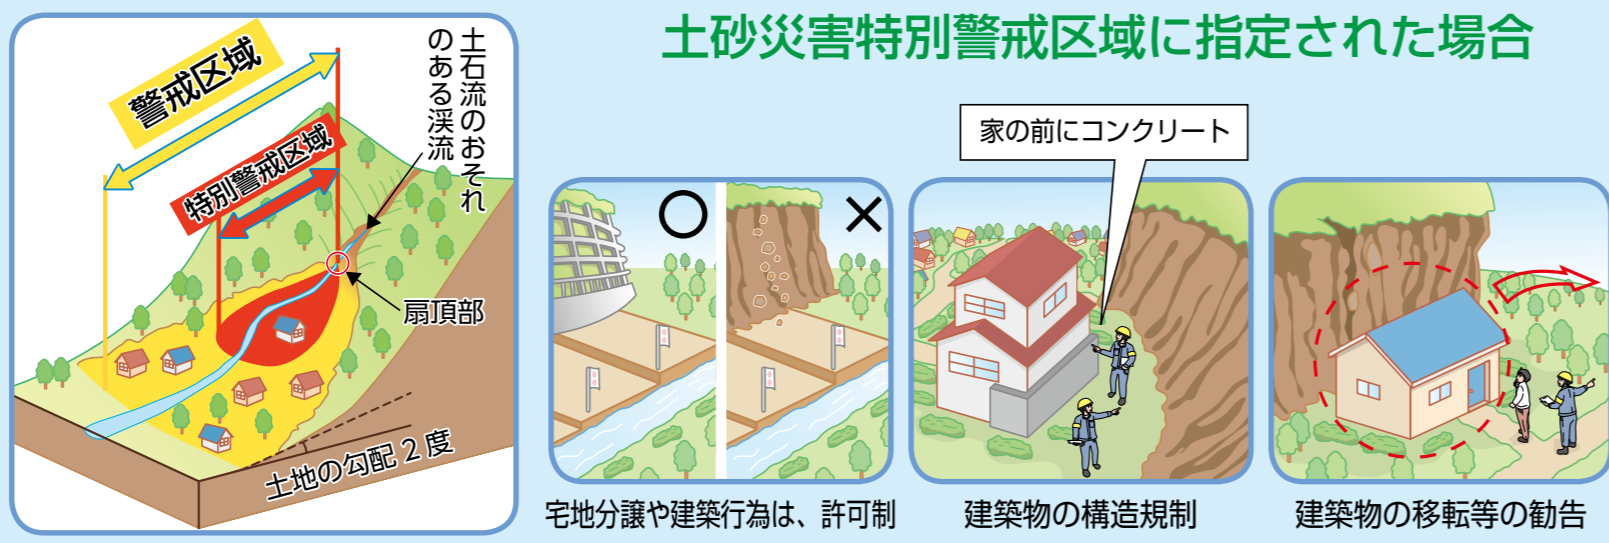 土砂災害特別警戒区域に指定された場合
警戒区域
特別警戒区域
土石流のおそれ
のある渓流
扇頂部
土地の勾配 2 度
家の前にコンクリート
宅地分譲や建築行為は、許可制
建築物の構造規制
建築物の移転等の勧告